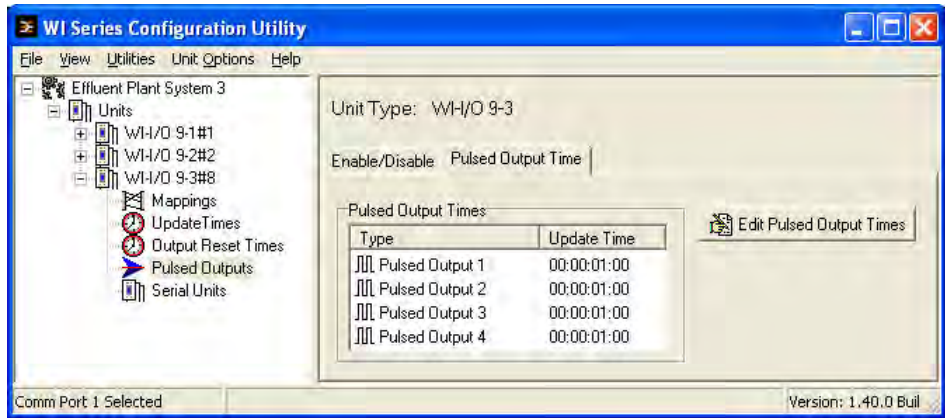 WI Series Configuration Utility
File View Utilities Unit Options Help
Effluent Plant System 3
Units
WI-I/O 9-1#1
WI-I/O 9-2#2
WI-I/O 9-3#8
Mappings
UpdateTimes
Output Reset Times
Pulsed Outputs
Serial Units
Unit Type: WI-I/O 9-3
Enable/Disable Pulsed Output Time
Pulsed Output Times
Type Update Time
Pulsed Output 1 00:00:01:00
Pulsed Output 2 00:00:01:00
Pulsed Output 3 00:00:01:00
Pulsed Output 4 00:00:01:00
Edit Pulsed Output Times
Comm Port 1 Selected
Version: 1.40.0 Buil